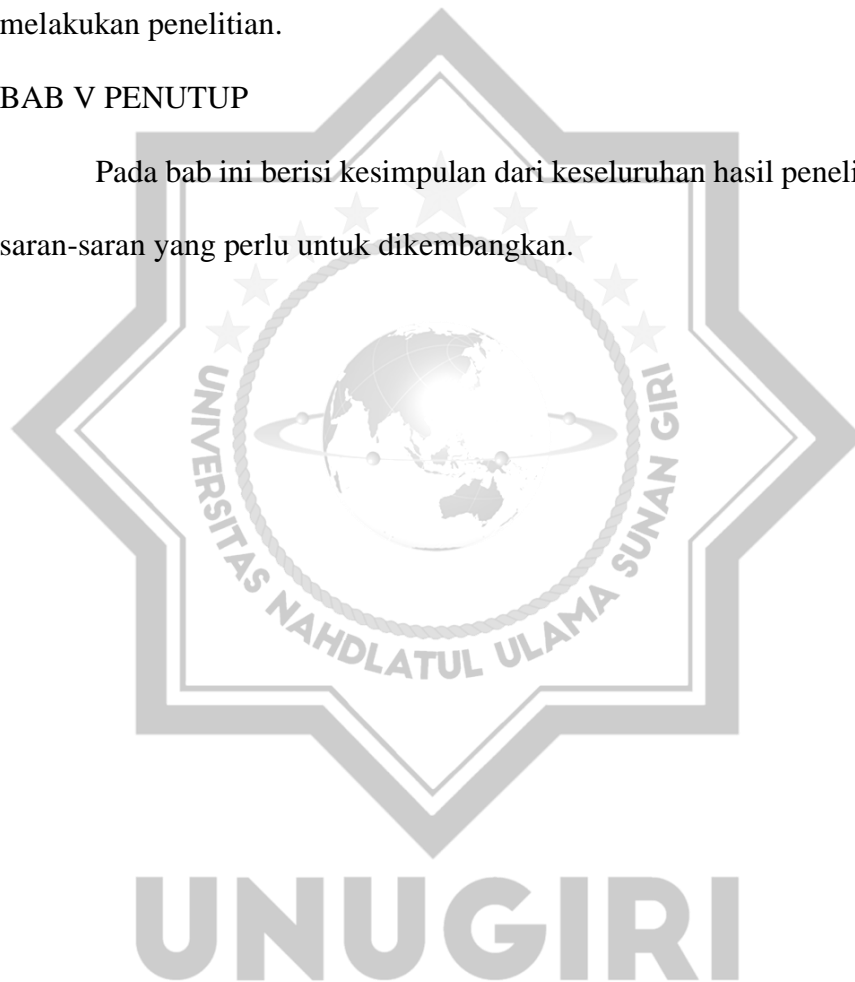 melakukan penelitian.
BAB V PENUTUP
Pada bab ini berisi kesimpulan dari keseluruhan hasil
saran-saran yang perlu untuk dikembangkan.
UNIVERSITAS NAHDLATUL ULAMA SUNAN GIRI
UNUGIRI